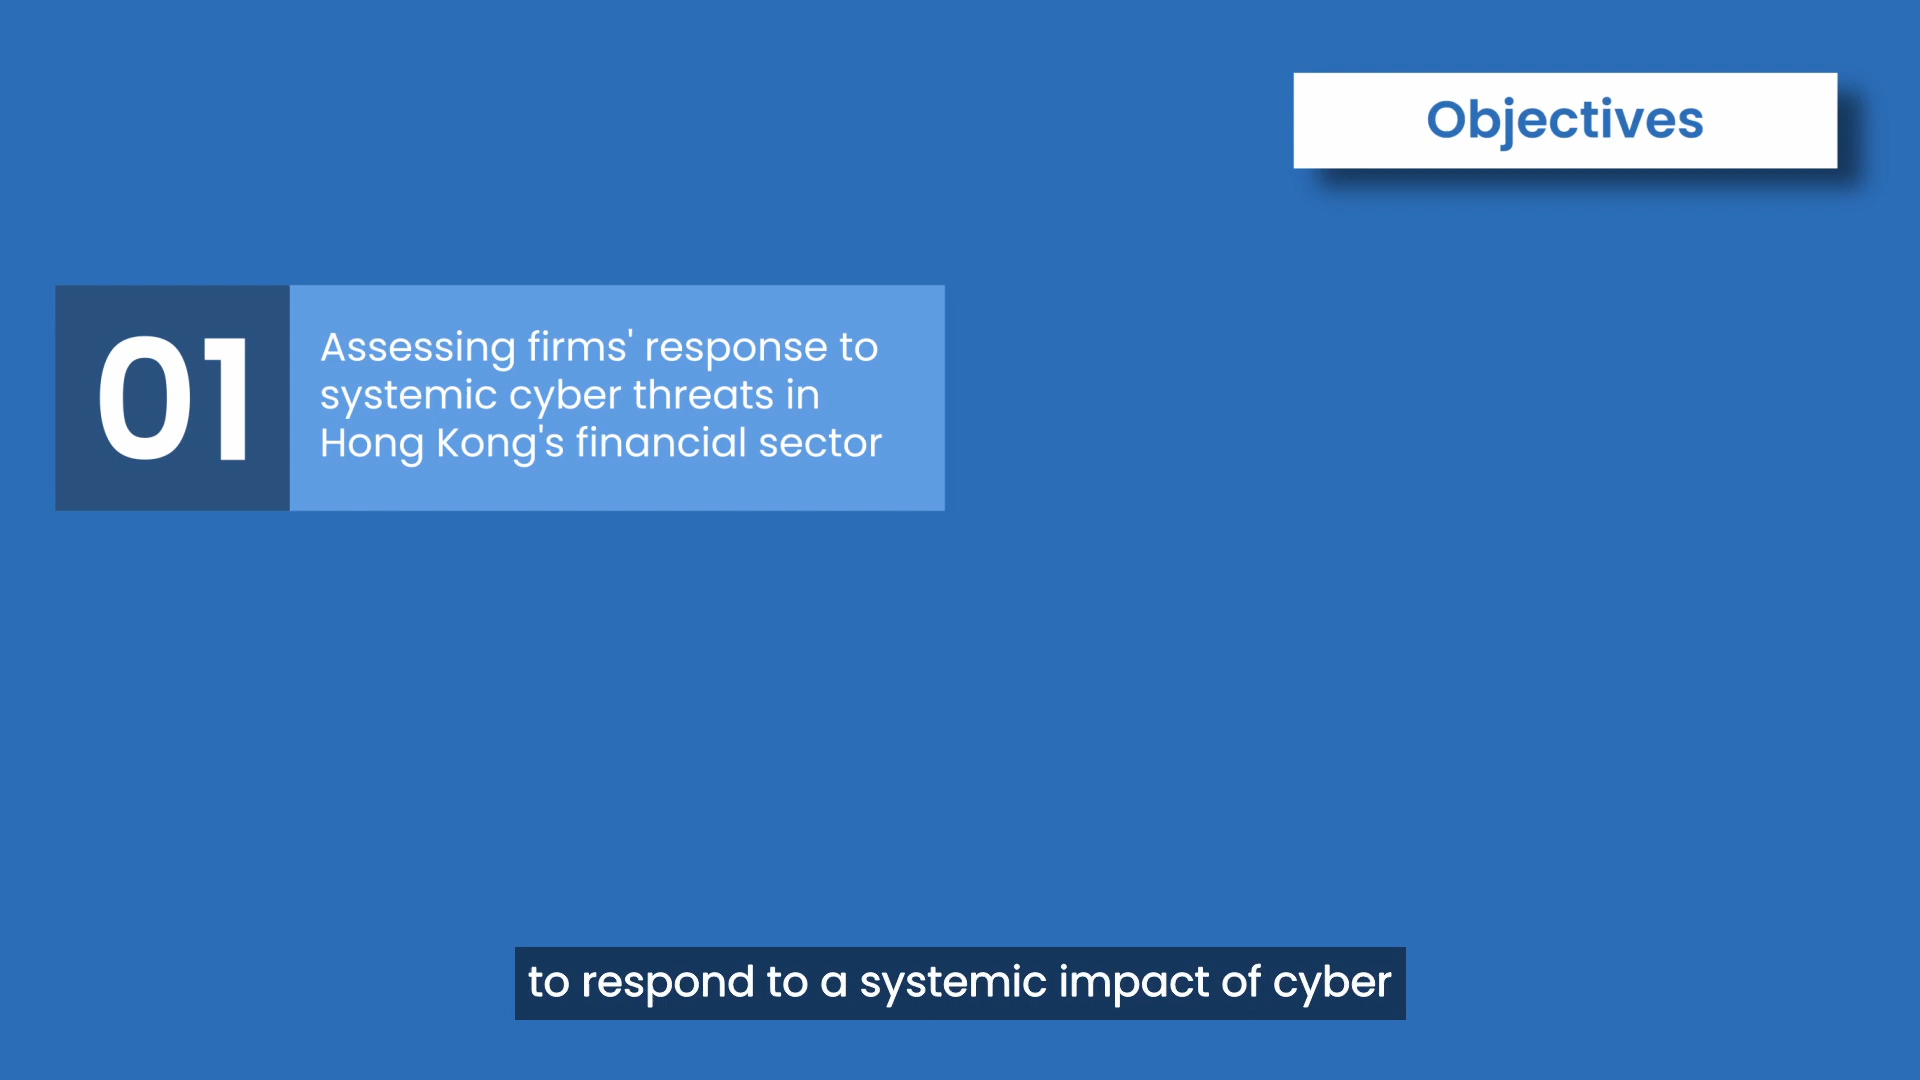 Objectives
01
Assessing firms' response to
systemic cyber threats in
Hong Kong's financial sector
to respond to a systemic impact of cyber